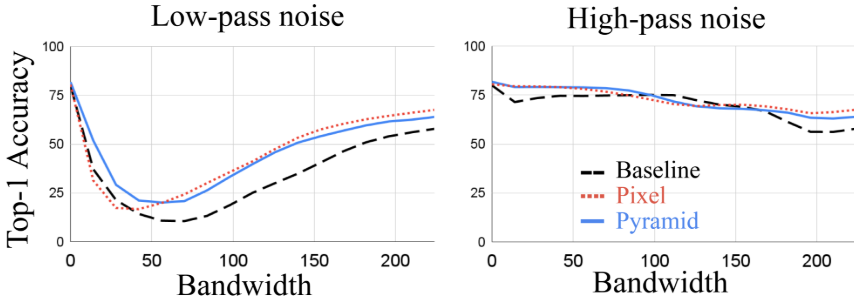 Low-pass noise
High-pass noise
Top-1 Accuracy
100
75
50
25
0
0
50
100
150
200
Bandwidth
100
75
50
25
0
Baseline
Pixel
Pyramid
0
50
100
150
200
Bandwidth